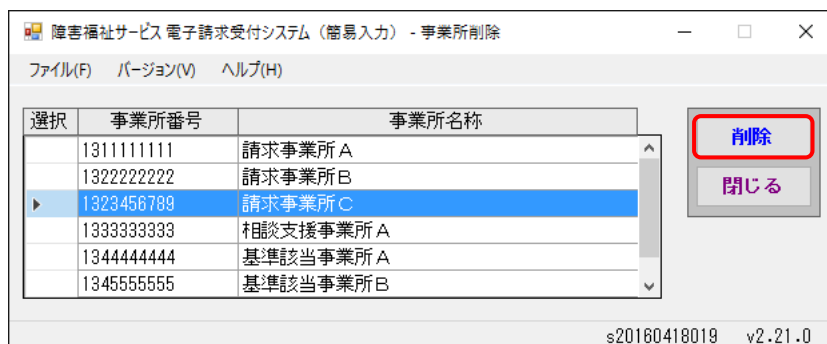 障害福祉サービス 電子請求受付システム（簡易入力） - 事業所削除
ファイル(F) バージョン(V) ヘルプ(H)
選択 事業所番号 事業所名称
1311111111 請求事業所Ａ
1322222222 請求事業所Ｂ
1323456789 請求事業所Ｃ
1333333333 相談支援事業所Ａ
1344444444 基準該当事業所Ａ
1345555555 基準該当事業所Ｂ
削除
閉じる
s20160418019 v2.21.0